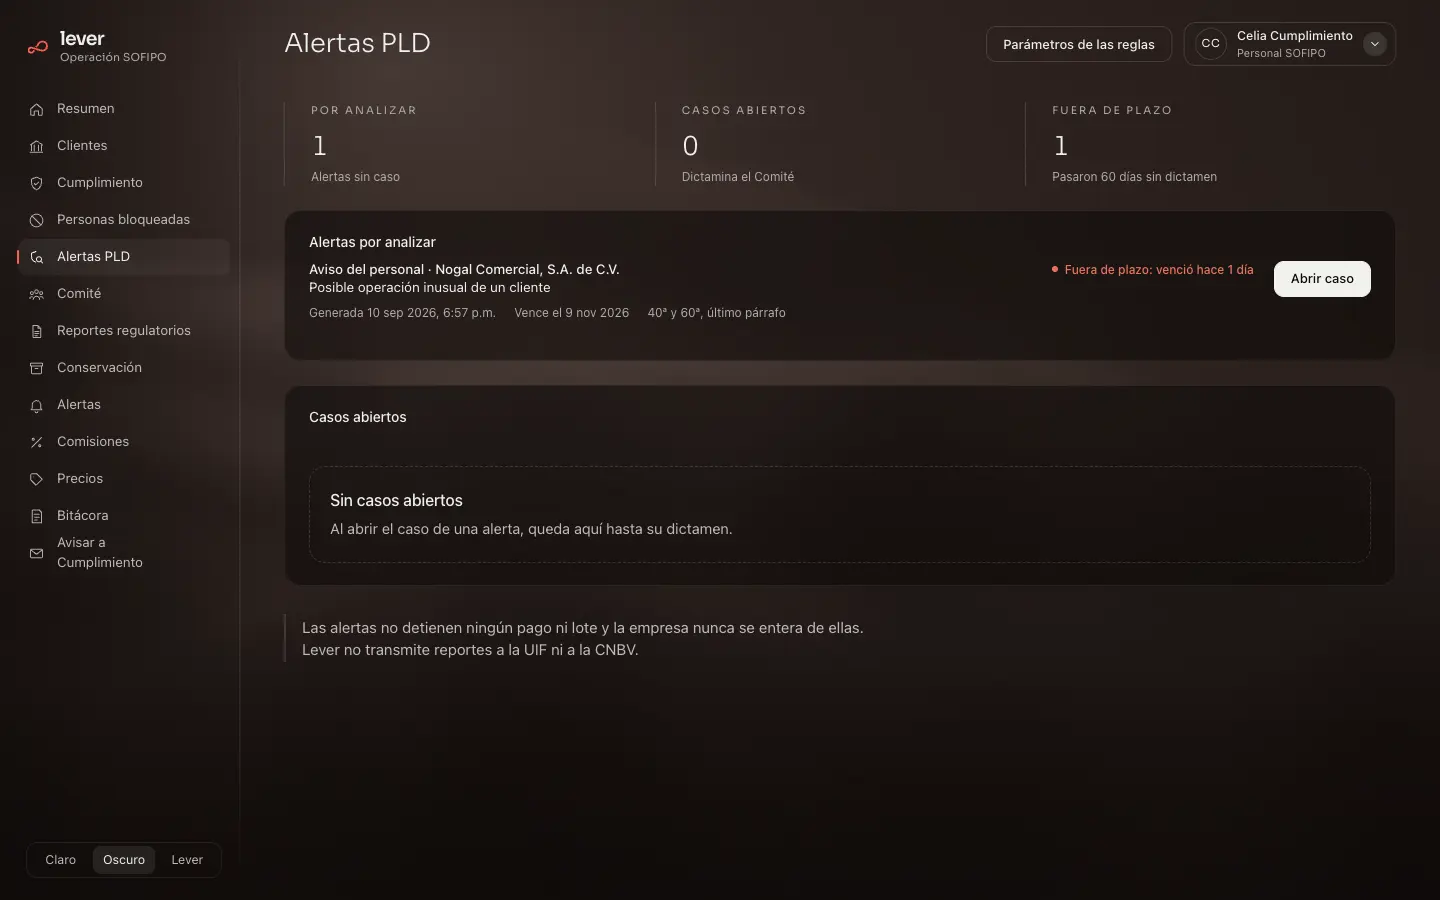 lever
Operación SOFIPO
Resumen
Clientes
Cumplimiento
Personas bloqueadas
Alertas PLD
Comité
Reportes regulatorios
Conservación
Alertas
Comisiones
Precios
Bitácora
Avisar a
Cumplimiento
Claro
Oscuro
Lever
Alertas PLD
Parámetros de las reglas
CC
Celia Cumplimiento
Personal SOFIPO
POR ANALIZAR
1
Alertas sin caso
CASOS ABIERTOS
0
Dictamina el Comité
FUERA DE PLAZO
1
Pasaron 60 días sin dictamen
Alertas por analizar
Aviso del personal · Nogal Comercial, S.A. de C.V.
Posible operación inusual de un cliente
Generada 10 sep 2026, 6:57 p.m. Vence el 9 nov 2026 40ª y 60ª, último párrafo
Fuera de plazo: venció hace 1 día
Abrir caso
Casos abiertos
Sin casos abiertos
Al abrir el caso de una alerta, queda aquí hasta su dictamen.
Las alertas no detienen ningún pago ni lote y la empresa nunca se entera de ellas.
Lever no transmite reportes a la UIF ni a la CNBV.